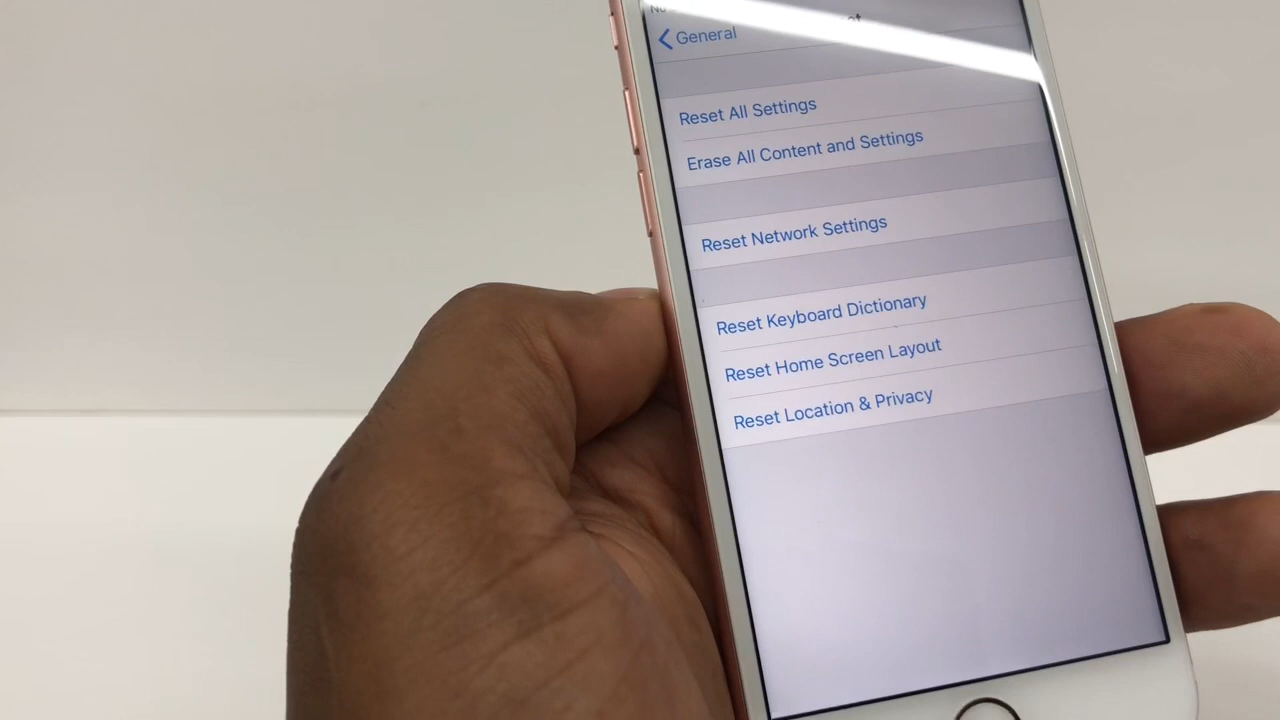 General
Reset All Settings
Erase All Content and Settings
Reset Network Settings
Reset Keyboard Dictionary
Reset Home Screen Layout
Reset Location & Privacy